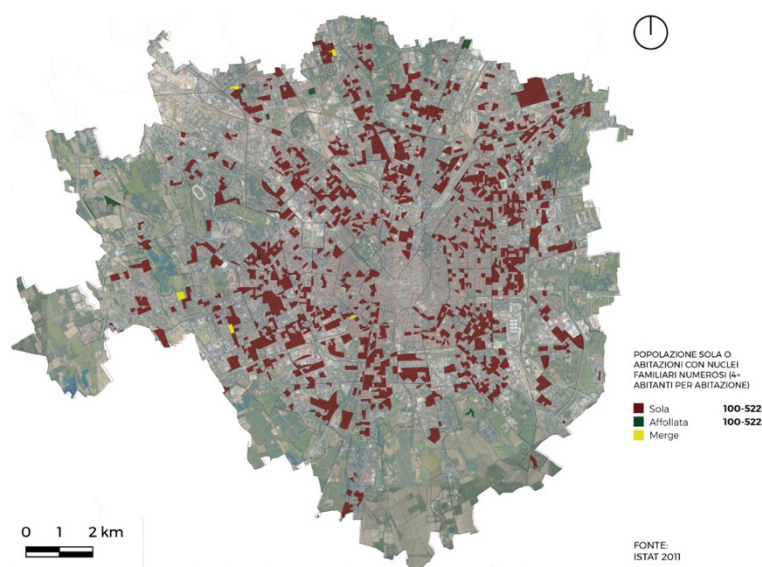 POPOLAZIONE SOLA O
ABITAZIONI CON NUCLEI
FAMILIARI NUMEROSI (4+
ABITANTI PER ABITAZIONE)
Sola 100-522
Affollata 100-522
Merge
0 1 2 km
FONTE:
ISTAT 2011